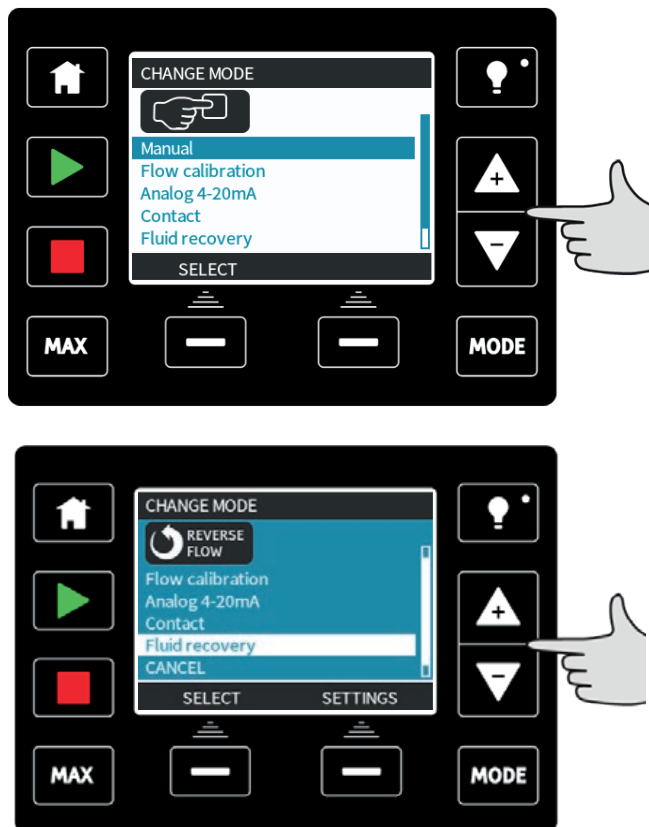 CHANGE MODE
Manual
Flow calibration
Analog 4-20mA
Contact
Fluid recovery
SELECT
+
−
MAX
MODE
CHANGE MODE
REVERSE
FLOW
Flow calibration
Analog 4-20mA
Contact
Fluid recovery
CANCEL
SELECT SETTINGS
+
−
MAX
MODE